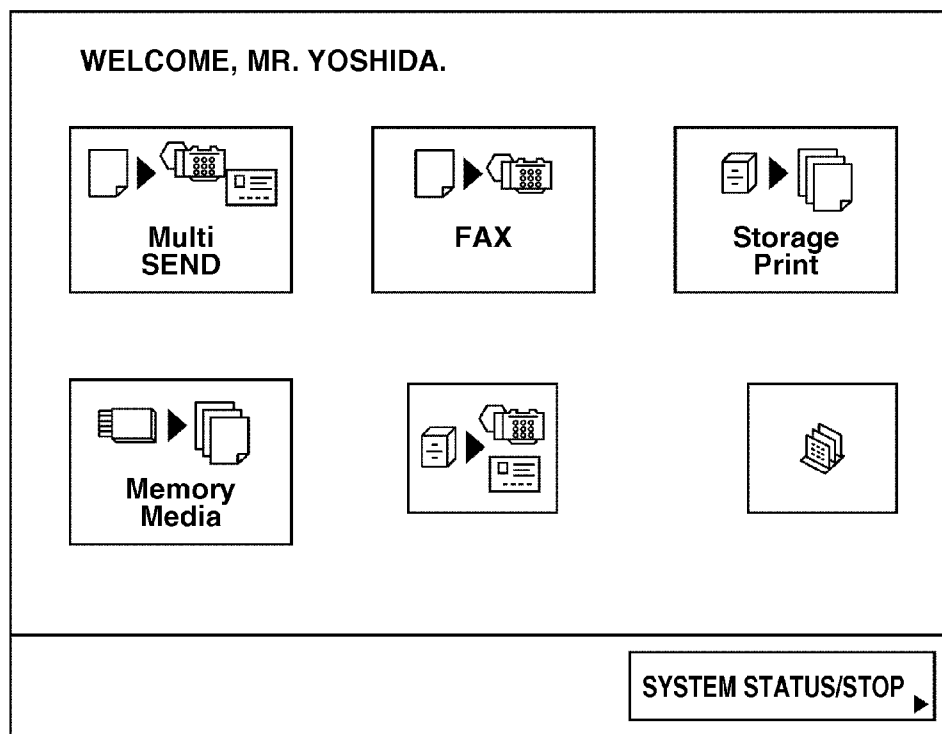 WELCOME, MR. YOSHIDA.
Multi
SEND
FAX
Storage
Print
Memory
Media
SYSTEM STATUS/STOP